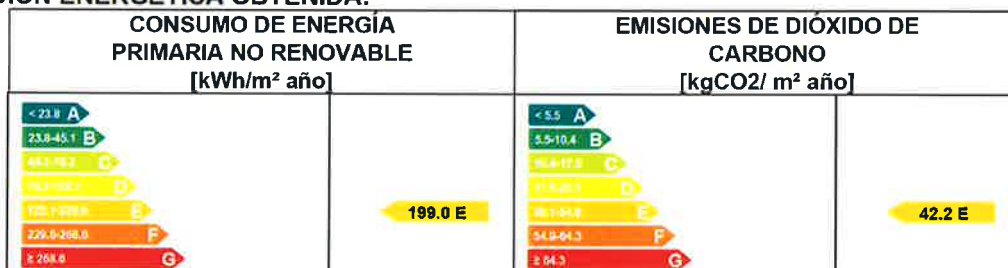 CONSUMO DE ENERGÍA
PRIMARIA NO RENOVABLE
[kWh/m² año]
EMISIONES DE DIÓXIDO DE
CARBONO
[kgCO2/ m² año]
< 23.8 A
23.8-45.1 B
C
D
E
229.0-268.0 F
≥ 268.0 G
199.0 E
< 5.5 A
5.5-10.4 B
C
D
E
54.9-64.3 F
≥ 64.3 G
42.2 E